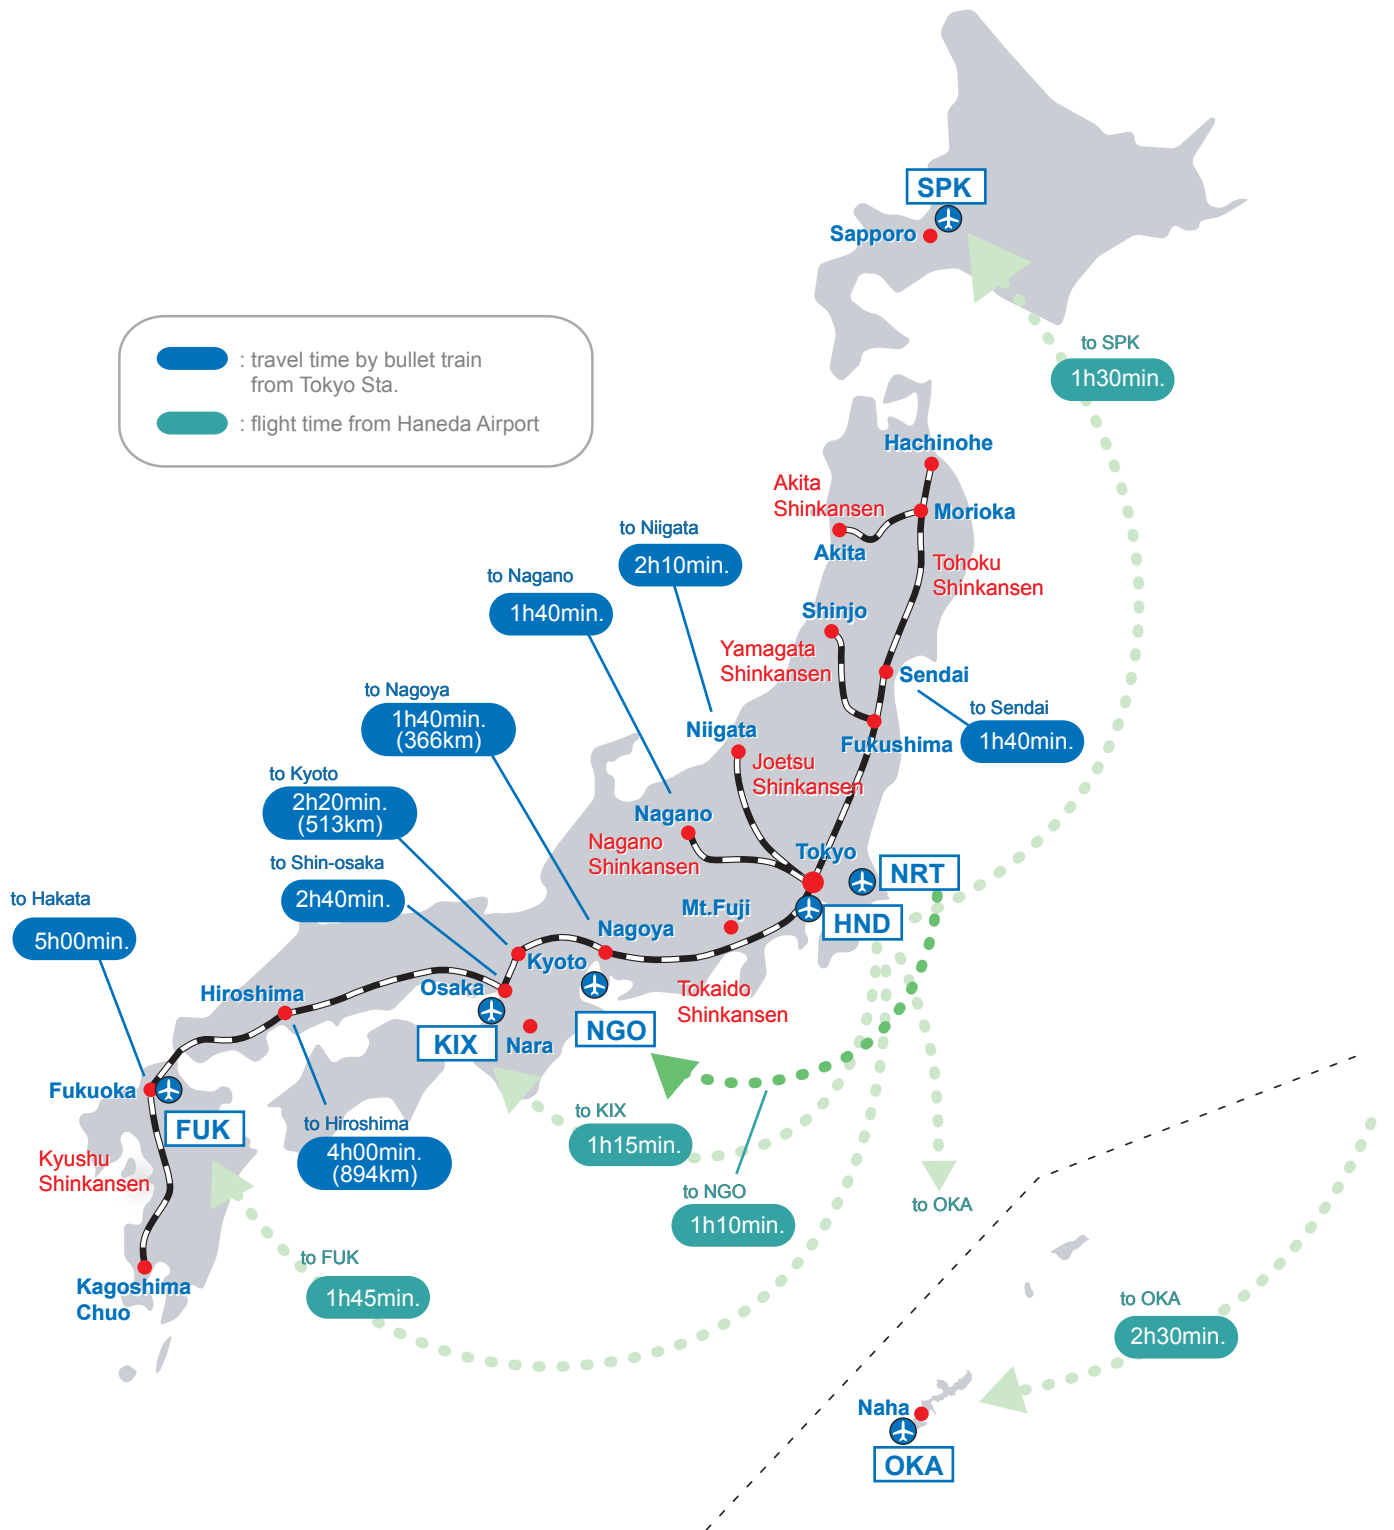 SPK
Sapporo
to SPK
1h30min.
: travel time by bullet train
from Tokyo Sta.
: flight time from Haneda Airport
Hachinohe
Akita
Shinkansen
Morioka
Akita
Tohoku
Shinkansen
to Niigata
2h10min.
to Nagano
1h40min.
Shinjo
Yamagata
Shinkansen
Sendai
to Sendai
1h40min.
to Nagoya
1h40min.
(366km)
Niigata
Fukushima
Joetsu
Shinkansen
to Kyoto
2h20min.
(513km)
Nagano
Nagano
Shinkansen
Tokyo
NRT
to Shin-osaka
2h40min.
to Hakata
5h00min.
Mt.Fuji
HND
Nagoya
Kyoto
Osaka
Hiroshima
Tokaido
Shinkansen
NGO
KIX
Nara
Fukuoka
FUK
to Hiroshima
4h00min.
(894km)
to KIX
1h15min.
Kyushu
Shinkansen
to NGO
1h10min.
to OKA
to FUK
1h45min.
Kagoshima
Chuo
to OKA
2h30min.
Naha
OKA